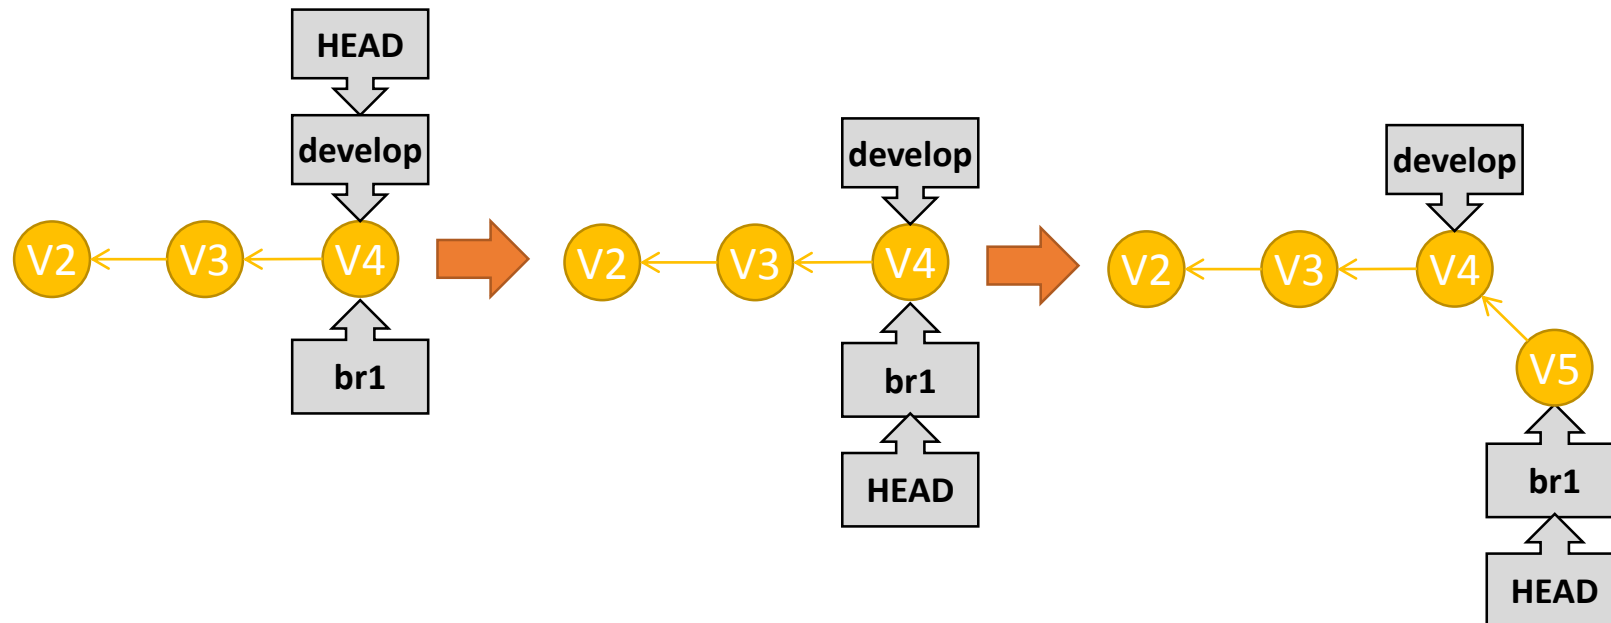 HEAD
develop
V2
V3
V4
br1
develop
V2
V3
V4
br1
HEAD
develop
V2
V3
V4
V5
br1
HEAD